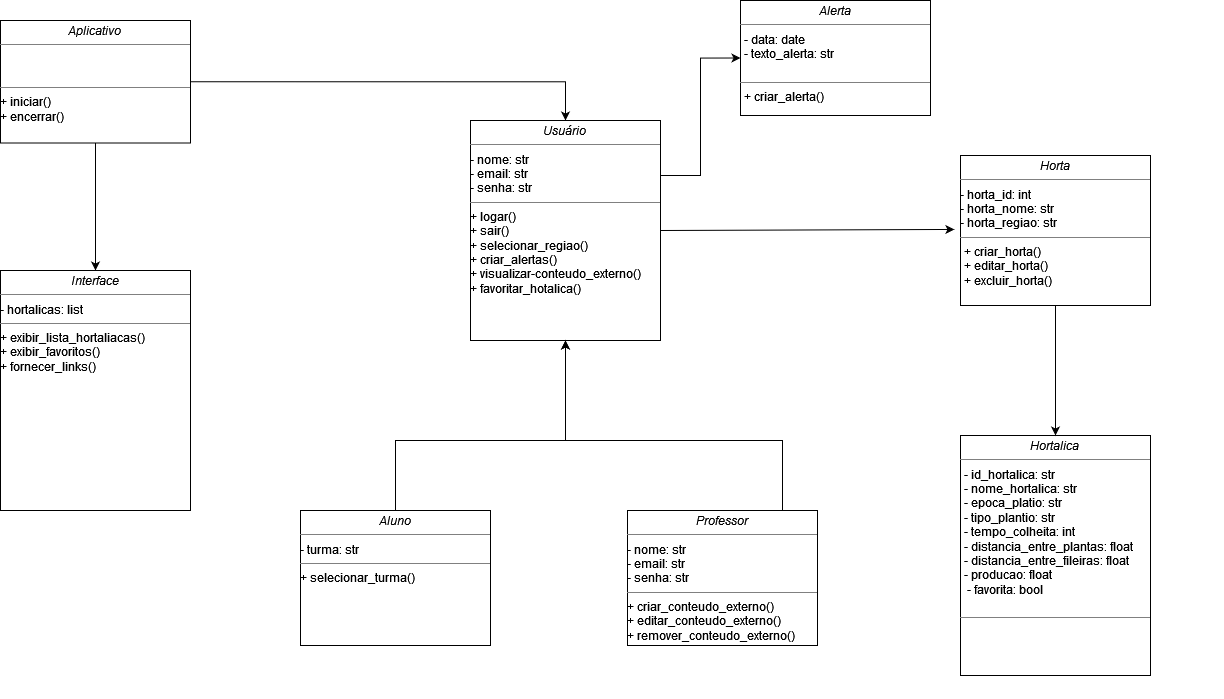 Aplicativo
+ iniciar()
+ encerrar()
Interface
- hortalicas: list
+ exibir_lista_hortaliacas()
+ exibir_favoritos()
+ fornecer_links()
Usuário
- nome: str
- email: str
- senha: str
+ logar()
+ sair()
+ selecionar_regiao()
+ criar_alertas()
+ visualizar-conteudo_externo()
+ favoritar_hotalica()
Alerta
- data: date
- texto_alerta: str
+ criar_alerta()
Horta
- horta_id: int
- horta_nome: str
- horta_regiao: str
+ criar_horta()
+ editar_horta()
+ excluir_horta()
Aluno
- turma: str
+ selecionar_turma()
Professor
- nome: str
- email: str
- senha: str
+ criar_conteudo_externo()
+ editar_conteudo_externo()
+ remover_conteudo_externo()
Hortalica
- id_hortalica: str
- nome_hortalica: str
- epoca_platio: str
- tipo_plantio: str
- tempo_colheita: int
- distancia_entre_plantas: float
- distancia_entre_fileiras: float
- producao: float
- favorita: bool